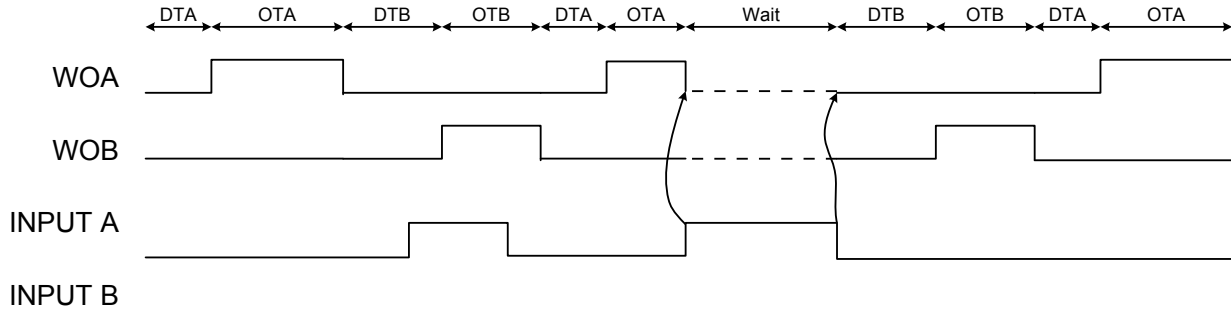 DTA OTA DTB OTB DTA OTA Wait DTB OTB DTA OTA
WOA
WOB
INPUT A
INPUT B